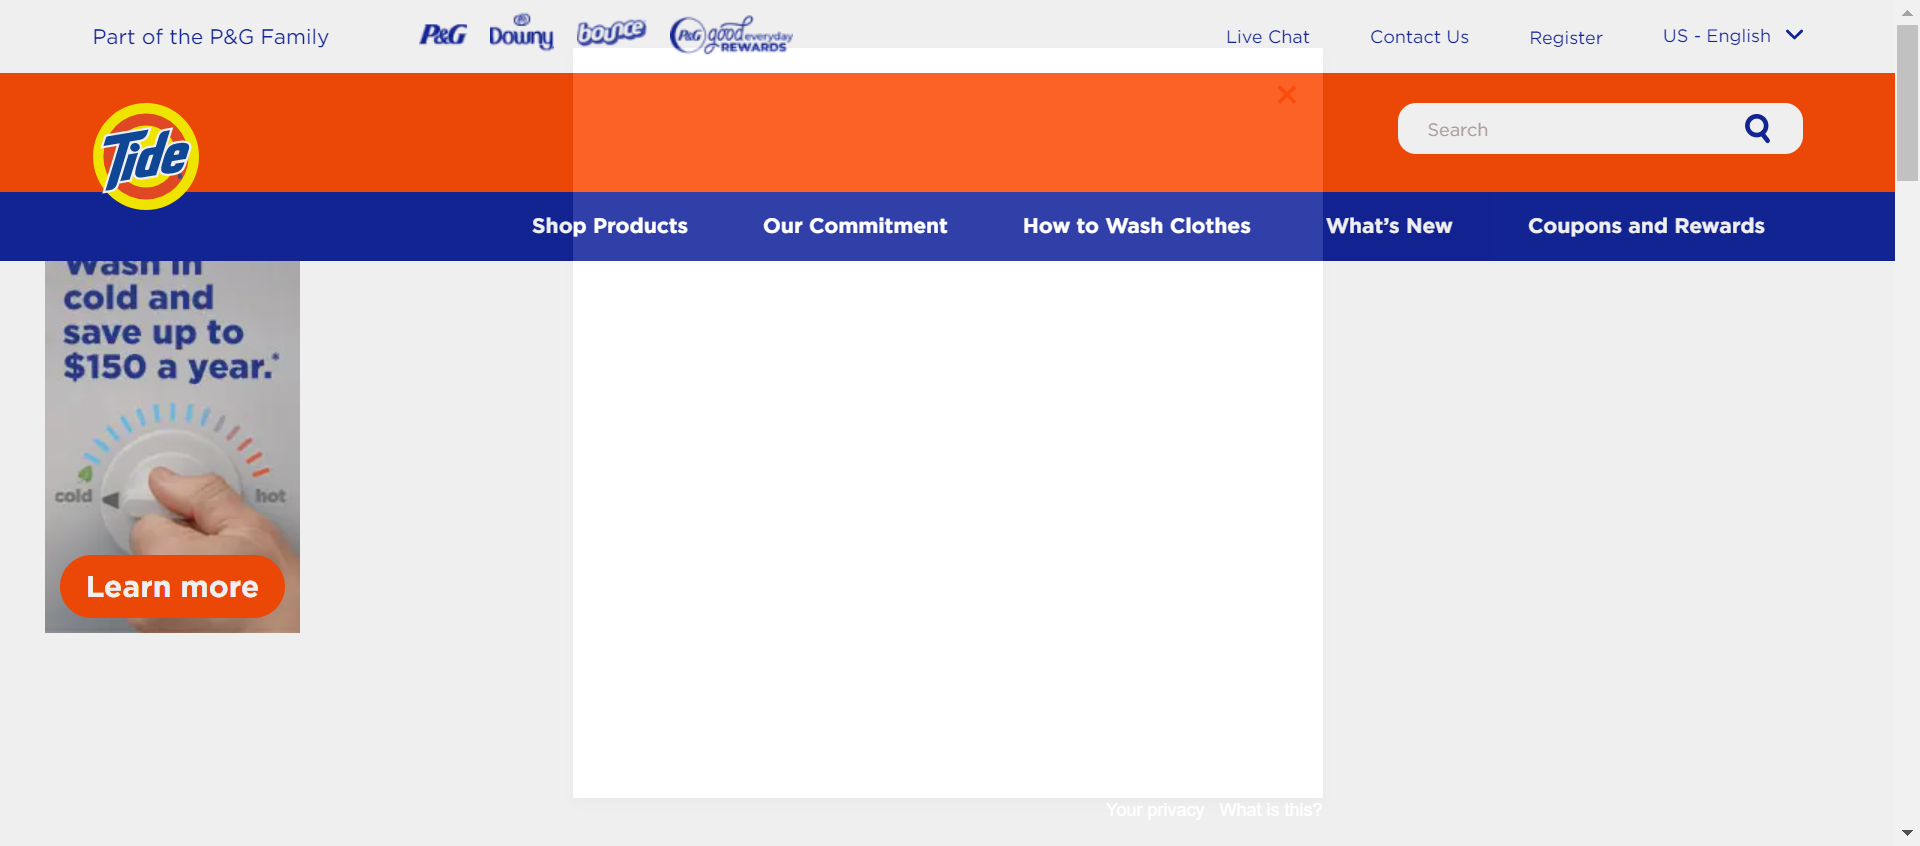 Part of the P&G Family
P&G
Downy
bounce
P&G good everyday
REWARDS
Live Chat
Contact Us
Register
US - English
Tide
Search
Shop Products
Our Commitment
How to Wash Clothes
What's New
Coupons and Rewards
Wash in
cold and
save up to
$150 a year.*
cold
hot
Learn more
Your privacy
What is this?